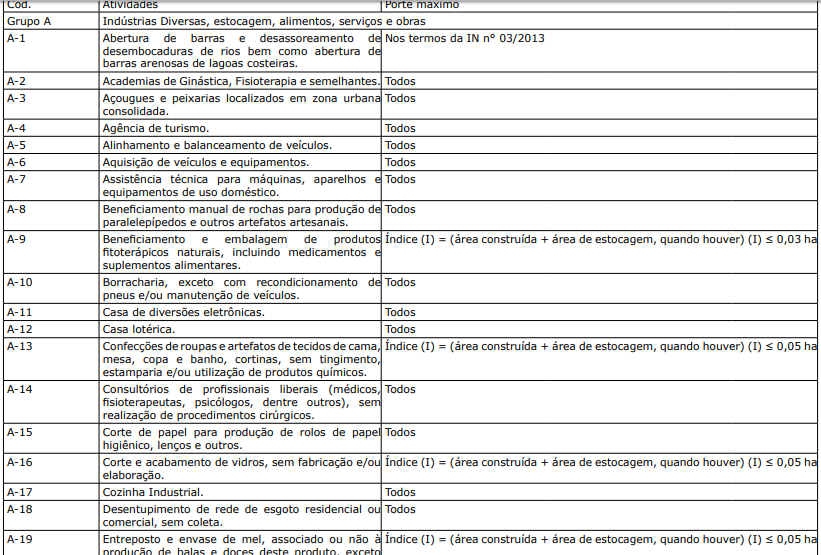 Cód. Atividades Porte máximo
Grupo A Indústrias Diversas, estocagem, alimentos, serviços e obras
A-1 Abertura de barras e desassoreamento de Nos termos da IN n° 03/2013
desembocaduras de rios bem como abertura de
barras arenosas de lagoas costeiras.
A-2 Academias de Ginástica, Fisioterapia e semelhantes. Todos
A-3 Açougues e peixarias localizados em zona urbana Todos
consolidada.
A-4 Agência de turismo. Todos
A-5 Alinhamento e balanceamento de veículos. Todos
A-6 Aquisição de veículos e equipamentos. Todos
A-7 Assistência técnica para máquinas, aparelhos e Todos
equipamentos de uso doméstico.
A-8 Beneficiamento manual de rochas para produção de Todos
paralelepípedos e outros artefatos artesanais.
A-9 Beneficiamento e embalagem de produtos Índice (I) = (área construída + área de estocagem, quando houver) (I) ≤ 0,03 ha
fitoterápicos naturais, incluindo medicamentos e
suplementos alimentares.
A-10 Borracharia, exceto com recondicionamento de Todos
pneus e/ou manutenção de veículos.
A-11 Casa de diversões eletrônicas. Todos
A-12 Casa lotérica. Todos
A-13 Confecções de roupas e artefatos de tecidos de cama, Índice (I) = (área construída + área de estocagem, quando houver) (I) ≤ 0,05 ha
mesa, copa e banho, cortinas, sem tingimento,
estamparia e/ou utilização de produtos químicos.
A-14 Consultórios de profissionais liberais (médicos, Todos
fisioterapeutas, psicólogos, dentre outros), sem
realização de procedimentos cirúrgicos.
A-15 Corte de papel para produção de rolos de papel Todos
higiênico, lenços e outros.
A-16 Corte e acabamento de vidros, sem fabricação e/ou Índice (I) = (área construída + área de estocagem, quando houver) (I) ≤ 0,05 ha
elaboração.
A-17 Cozinha Industrial. Todos
A-18 Desentupimento de rede de esgoto residencial ou Todos
comercial, sem coleta.
A-19 Entreposto e envase de mel, associado ou não à Índice (I) = (área construída + área de estocagem, quando houver) (I) ≤ 0,05 ha
produção de balas e doces deste produto, exceto